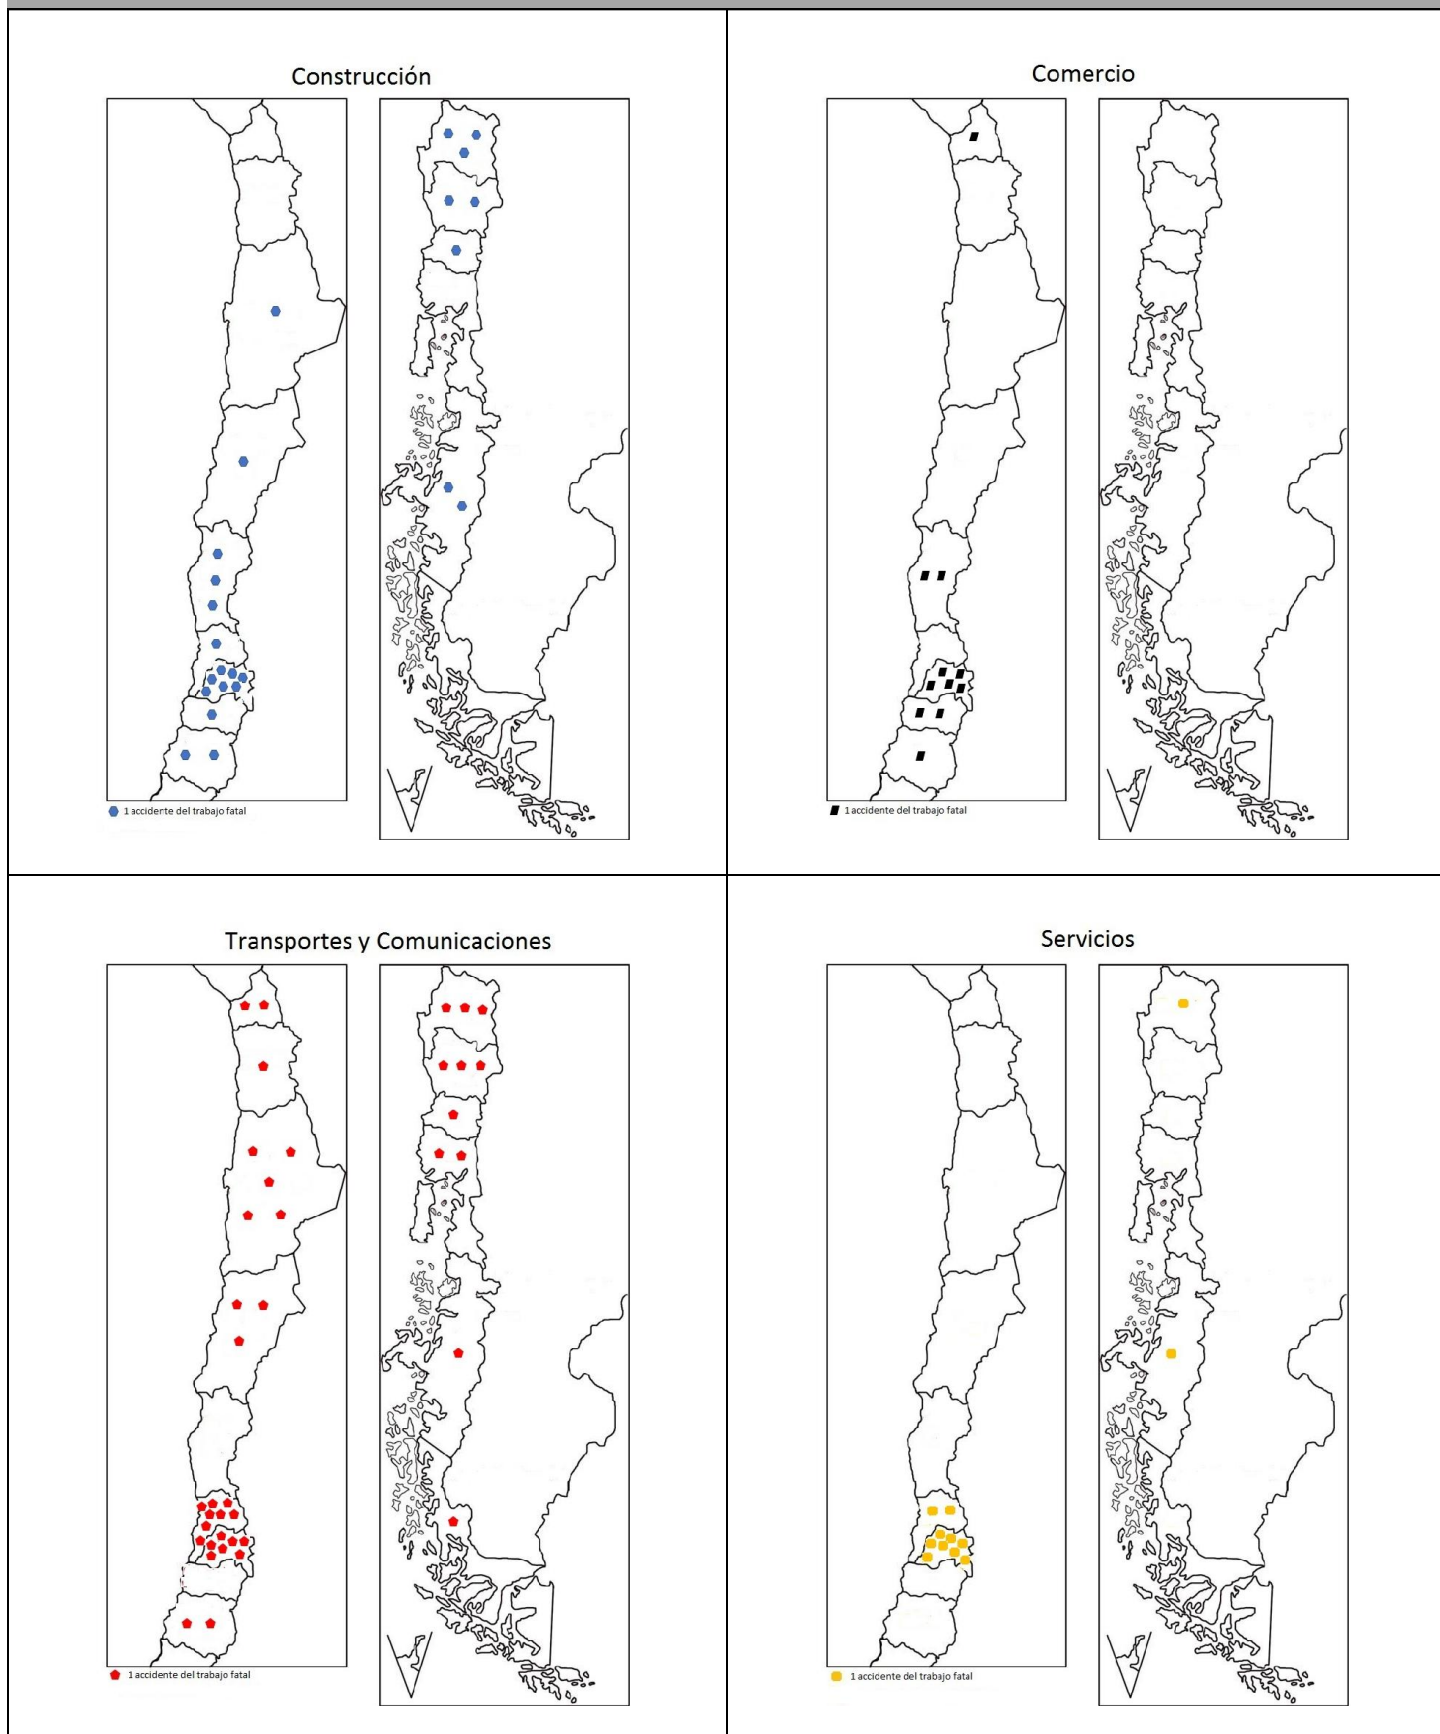 Construcción
1 accidente del trabajo fatal
Comercio
1 accidente del trabajo fatal
Transportes y Comunicaciones
1 accidente del trabajo fatal
Servicios
1 accicente del trabajo fatal